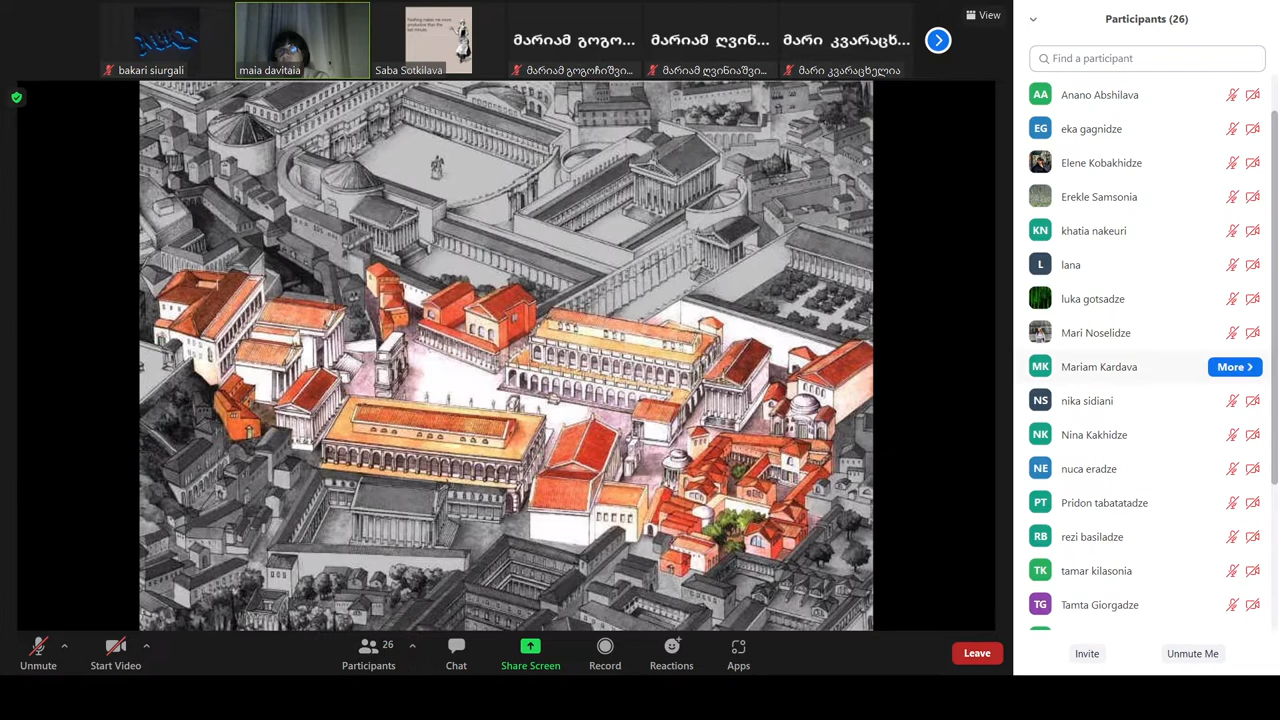 View
მარიამ გოგო...
მარიამ ღვინ...
მარი კვარაცხ...
bakari siurgali
maia davitaia
Saba Sotkilava
მარიამ გოგოჩიშვი...
მარიამ ღვინიაშვი...
მარი კვარაცხელია
Unmute
Start Video
26
Participants
Chat
Share Screen
Record
Reactions
Apps
Leave
Participants (26)
Find a participant
AA Anano Abshilava
EG eka gagnidze
Elene Kobakhidze
Erekle Samsonia
KN khatia nakeuri
L lana
luka gotsadze
Mari Noselidze
MK Mariam Kardava More
NS nika sidiani
NK Nina Kakhidze
NE nuca eradze
PT Pridon tabatatadze
RB rezi basiladze
TK tamar kilasonia
TG Tamta Giorgadze
Invite
Unmute Me